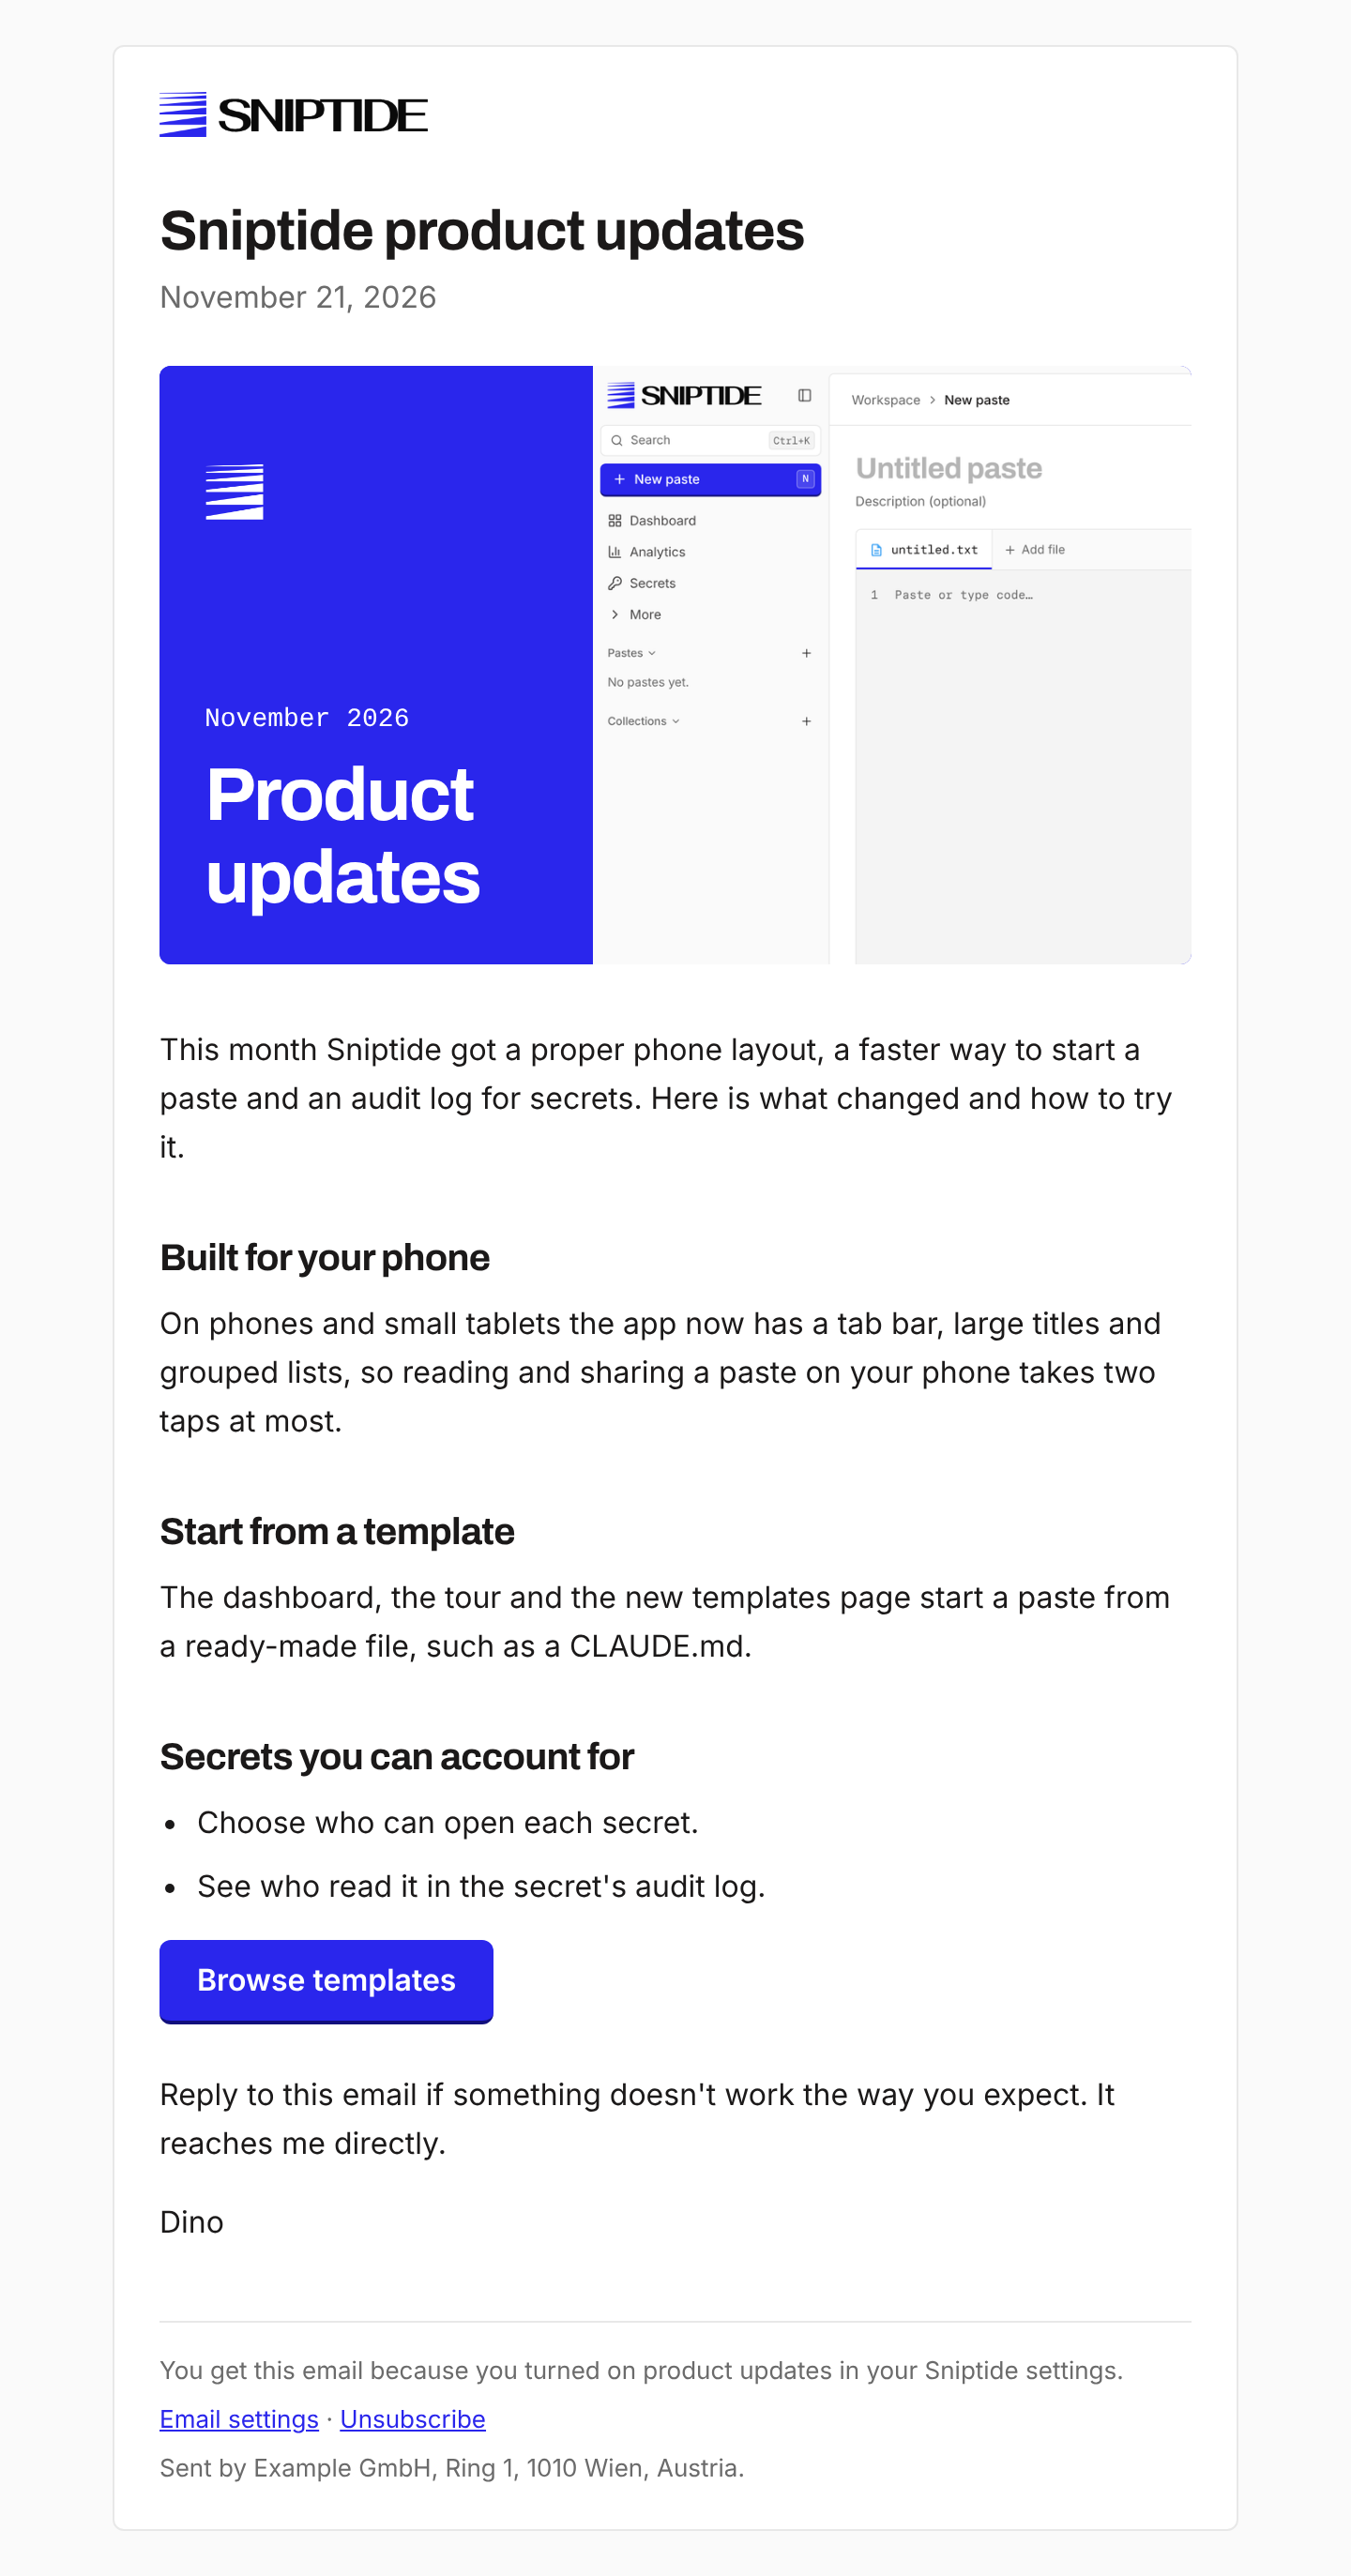 SNIPTIDE
Sniptide product updates
November 21, 2026
November 2026
Product
updates
SNIPTIDE
Search Ctrl+K
New paste N
Dashboard
Analytics
Secrets
More
Pastes
No pastes yet.
Collections
Workspace > New paste
Untitled paste
Description (optional)
untitled.txt + Add file
1 Paste or type code…
This month Sniptide got a proper phone layout, a faster way to start a
paste and an audit log for secrets. Here is what changed and how to try
it.
Built for your phone
On phones and small tablets the app now has a tab bar, large titles and
grouped lists, so reading and sharing a paste on your phone takes two
taps at most.
Start from a template
The dashboard, the tour and the new templates page start a paste from
a ready-made file, such as a CLAUDE.md.
Secrets you can account for
• Choose who can open each secret.
• See who read it in the secret's audit log.
Browse templates
Reply to this email if something doesn't work the way you expect. It
reaches me directly.
Dino
You get this email because you turned on product updates in your Sniptide settings.
Email settings · Unsubscribe
Sent by Example GmbH, Ring 1, 1010 Wien, Austria.